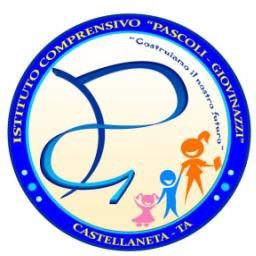 ISTITUTO COMPRENSIVO "PASCOLI - GIOVINAZZI"
"Costruiamo il nostro futuro"
CASTELLANETA - TA